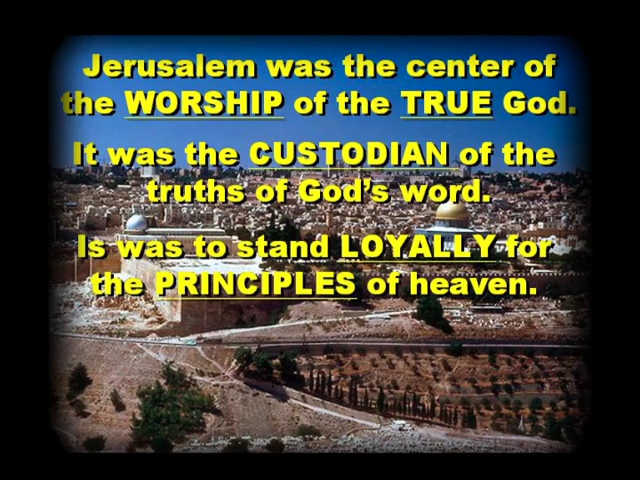 Jerusalem was the center of
the WORSHIP of the TRUE God.
It was the CUSTODIAN of the
truths of God's word.
Is was to stand LOYALLY for
the PRINCIPLES of heaven.